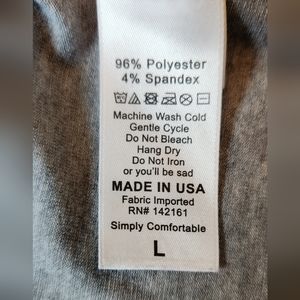 96% Polyester
4% Spandex
Machine Wash Cold
Gentle Cycle
Do Not Bleach
Hang Dry
Do Not Iron
or you'll be sad
MADE IN USA
Fabric Imported
RN# 142161
Simply Comfortable
L